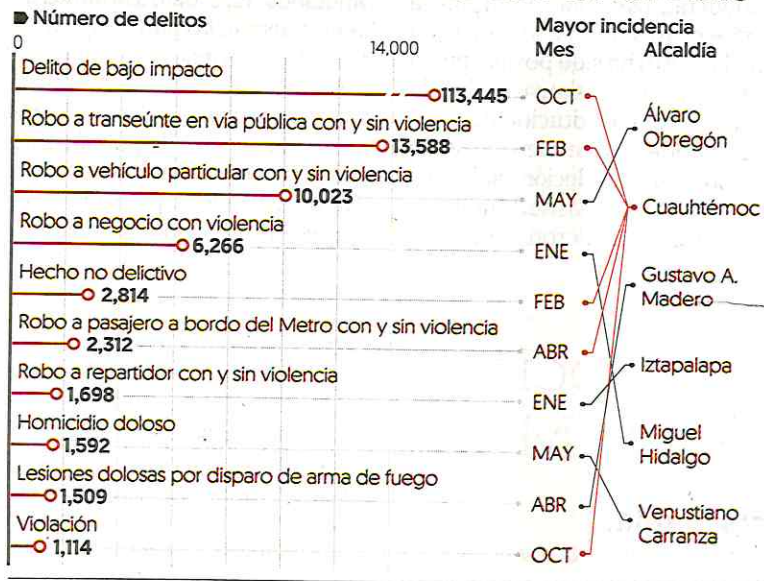 Número de delitos
Mayor incidencia
0
14,000
Mes
Alcaldía
Delito de bajo impacto
113,445
OCT
Robo a transeúnte en vía pública con y sin violencia
13,588
FEB
Robo a vehículo particular con y sin violencia
10,023
MAY
Robo a negocio con violencia
6,266
ENE
Hecho no delictivo
2,814
FEB
Robo a pasajero a bordo del Metro con y sin violencia
2,312
ABR
Robo a repartidor con y sin violencia
1,698
ENE
Homicidio doloso
1,592
MAY
Lesiones dolosas por disparo de arma de fuego
1,509
ABR
Violación
1,114
OCT
Álvaro
Obregón
Cuauhtémoc
Gustavo A.
Madero
Iztapalapa
Miguel
Hidalgo
Venustiano
Carranza